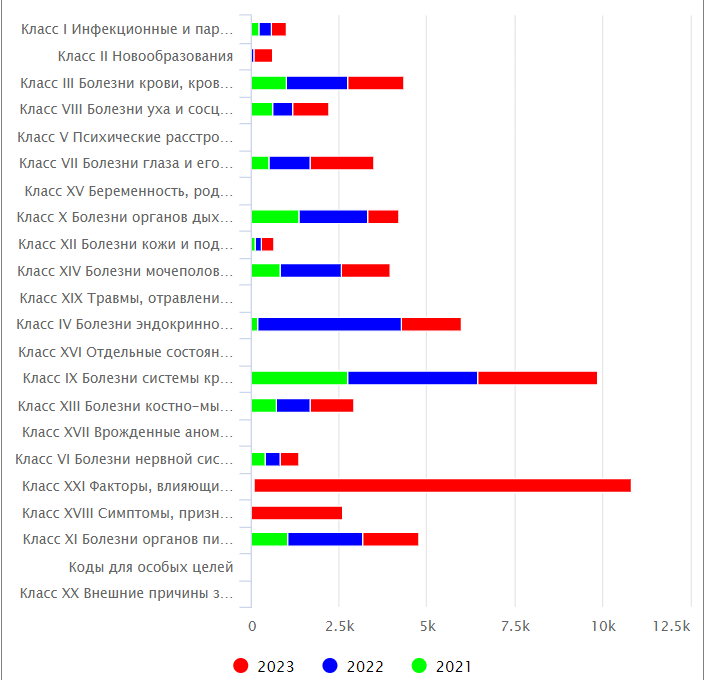 Класс I Инфекционные и пар...
Класс II Новообразования
Класс III Болезни крови, кров...
Класс VIII Болезни уха и сосц...
Класс V Психические расстро...
Класс VII Болезни глаза и его...
Класс XV Беременность, род...
Класс X Болезни органов дых...
Класс XII Болезни кожи и под...
Класс XIV Болезни мочеполов...
Класс XIX Травмы, отравлени...
Класс IV Болезни эндокринно...
Класс XVI Отдельные состоян...
Класс IX Болезни системы кр...
Класс XIII Болезни костно-мы...
Класс XVII Врожденные аном...
Класс VI Болезни нервной сис...
Класс XXI Факторы, влияющи...
Класс XVIII Симптомы, призн...
Класс XI Болезни органов пи...
Коды для особых целей
Класс XX Внешние причины з...
0 2.5k 5k 7.5k 10k 12.5k
2023 2022 2021